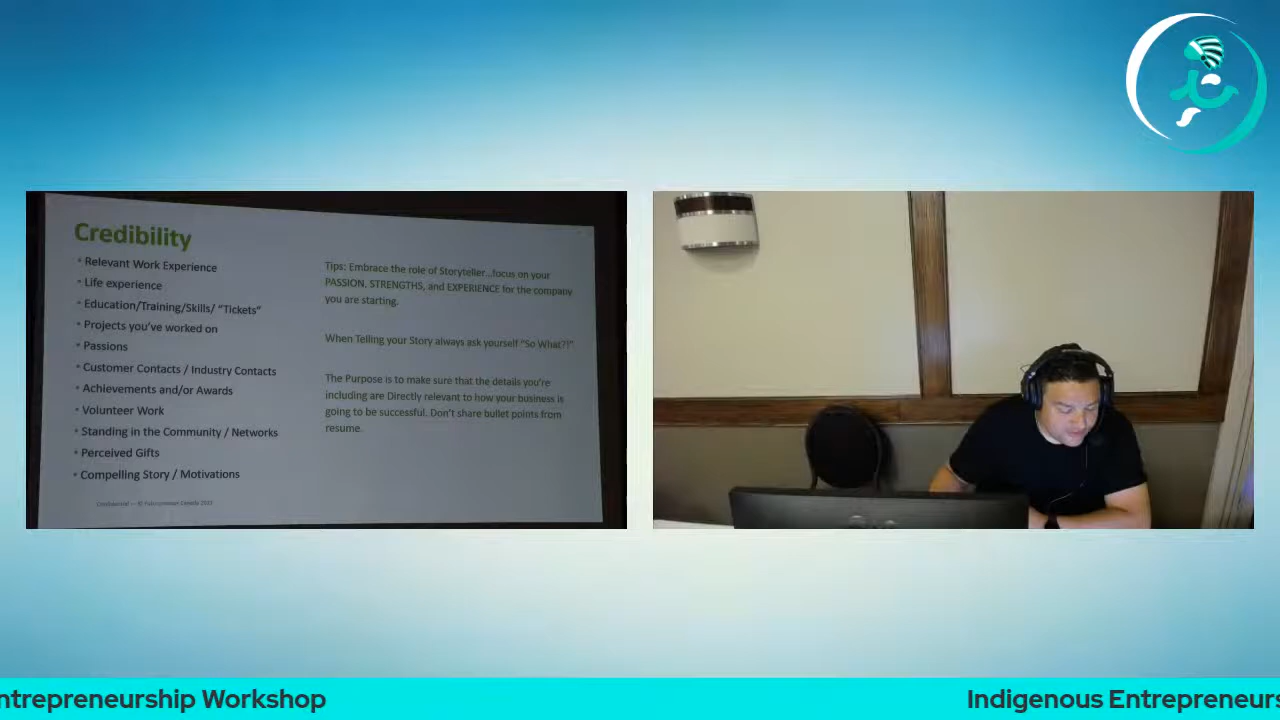 Credibility
• Relevant Work Experience
• Life experience
• Education/Training/Skills/ “Tickets”
• Projects you’ve worked on
• Passions
• Customer Contacts / Industry Contacts
• Achievements and/or Awards
• Volunteer Work
• Standing in the Community / Networks
• Perceived Gifts
• Compelling Story / Motivations
Tips: Embrace the role of Storyteller...focus on your
PASSION, STRENGTHS, and EXPERIENCE for the company
you are starting.
When Telling your Story always ask yourself “So What?!”
The Purpose is to make sure that the details you’re
including are Directly relevant to how your business is
going to be successful. Don’t share bullet points from
resume.
ntrepreneurship Workshop
Indigenous Entrepreneurs